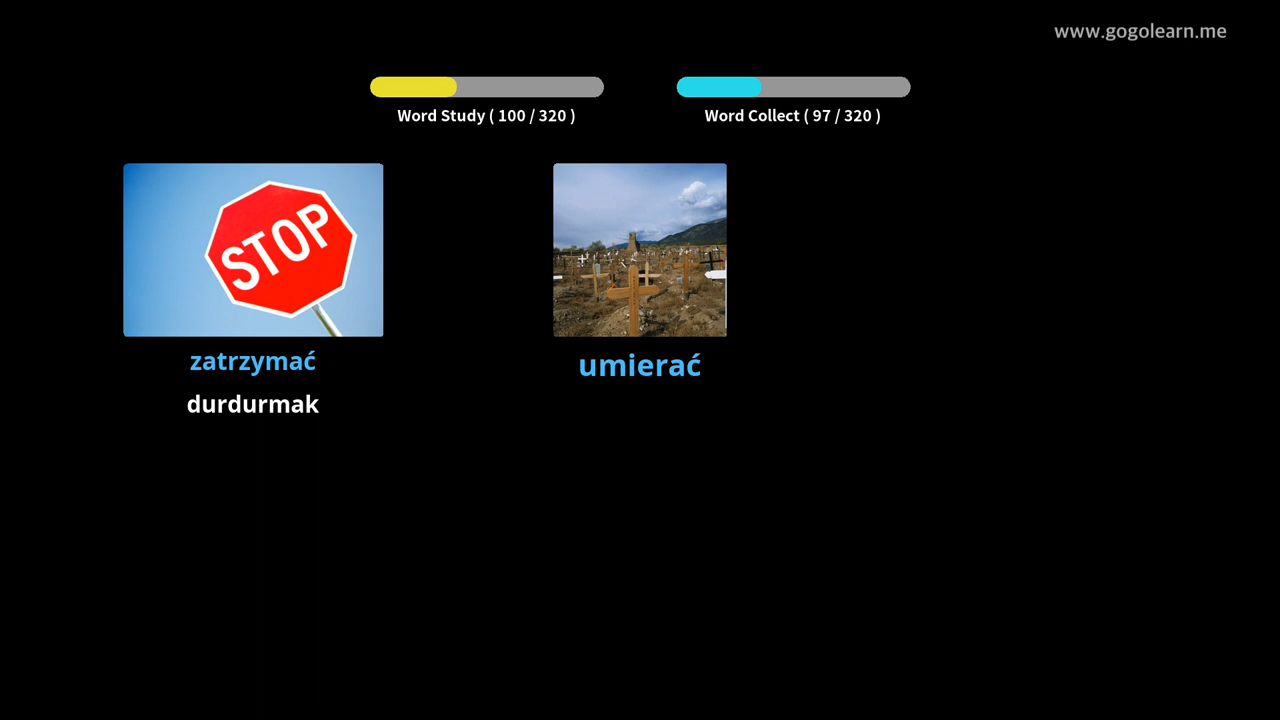 www.gogolearn.me
Word Study ( 100 / 320 )
Word Collect ( 97 / 320 )
STOP
zatrzymać
durdurmak
umierać